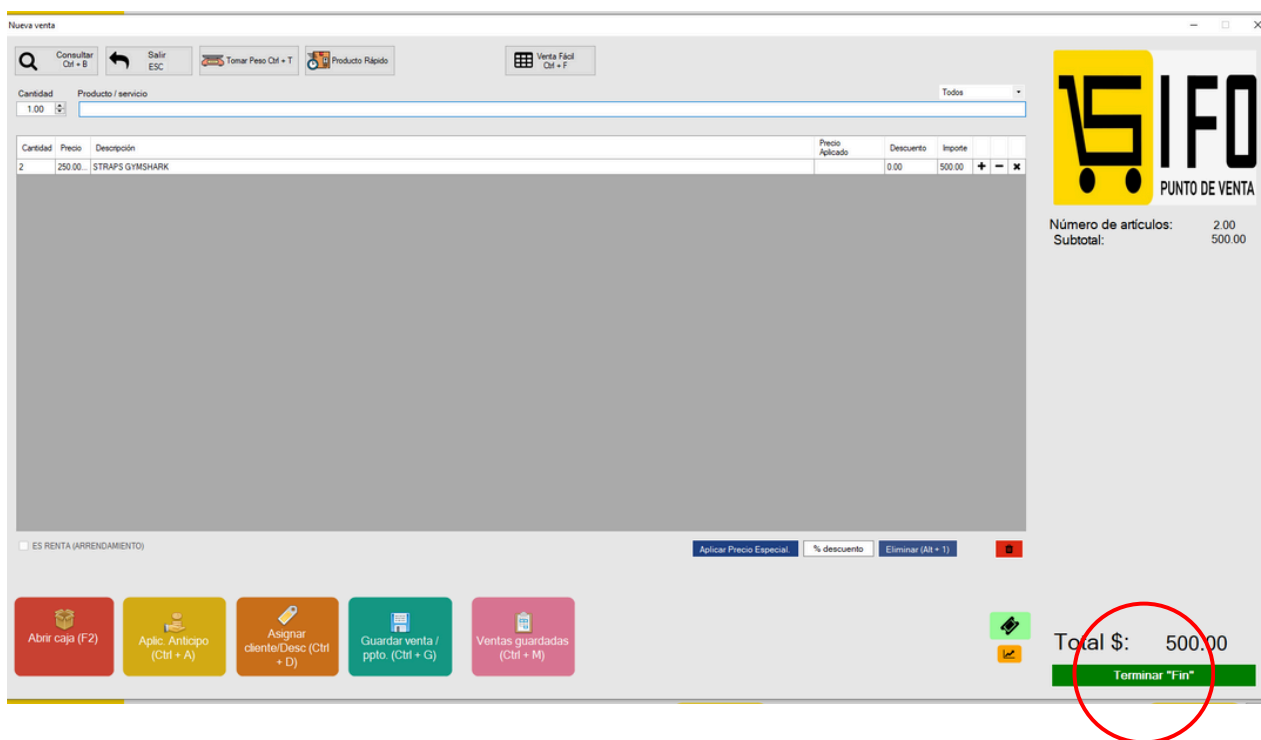 Nueva venta
Consultar
Ctrl + B
Salir
ESC
Tomar Peso Ctrl + T
Producto Rápido
Venta Fácil
Ctrl + F
Cantidad Producto / servicio Todos
1.00
Cantidad Precio Descripción Precio Aplicado Descuento Importe
2 250.00... STRAPS GYMSHARK 0.00 500.00
SIFO
PUNTO DE VENTA
Número de artículos: 2.00
Subtotal: 500.00
ES RENTA (ARRENDAMIENTO)
Aplicar Precio Especial.
% descuento
Eliminar (Alt + 1)
Abrir caja (F2)
Aplic. Anticipo
(Ctrl + A)
Asignar
cliente/Desc (Ctrl
+ D)
Guardar venta /
ppto. (Ctrl + G)
Ventas guardadas
(Ctrl + M)
Total $: 500.00
Terminar "Fin"